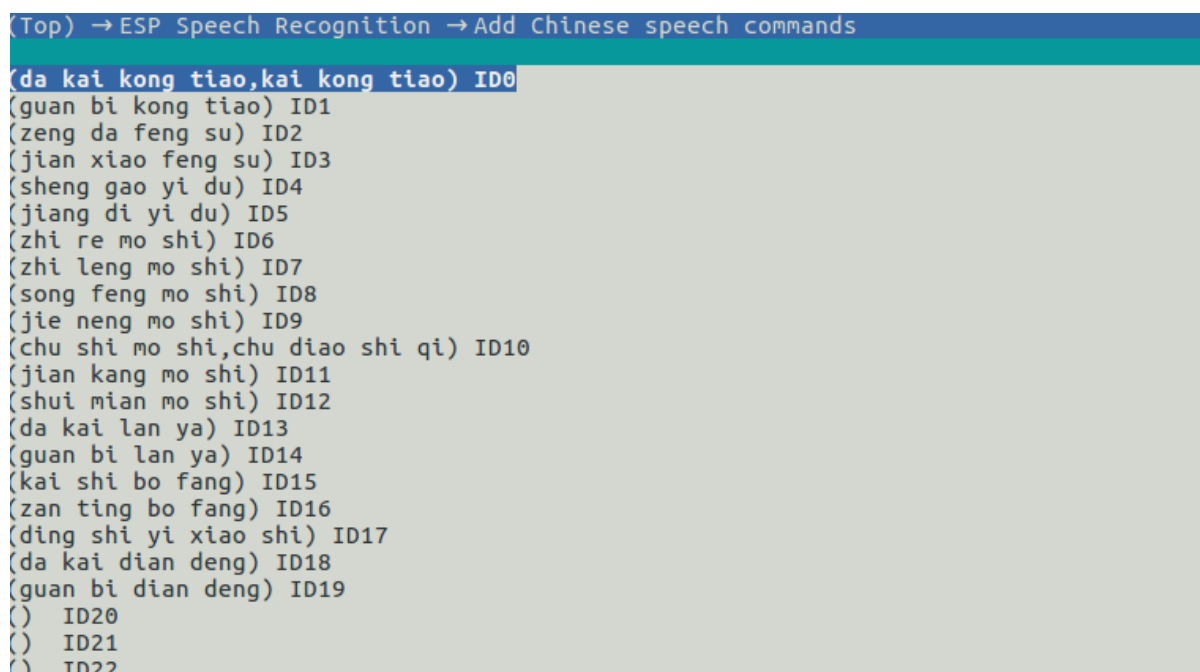 (Top) → ESP Speech Recognition → Add Chinese speech commands
(da kai kong tiao,kai kong tiao) ID0
(guan bi kong tiao) ID1
(zeng da feng su) ID2
(jian xiao feng su) ID3
(sheng gao yi du) ID4
(jiang di yi du) ID5
(zhi re mo shi) ID6
(zhi leng mo shi) ID7
(song feng mo shi) ID8
(jie neng mo shi) ID9
(chu shi mo shi,chu diao shi qi) ID10
(jian kang mo shi) ID11
(shui mian mo shi) ID12
(da kai lan ya) ID13
(guan bi lan ya) ID14
(kai shi bo fang) ID15
(zan ting bo fang) ID16
(ding shi yi xiao shi) ID17
(da kai dian deng) ID18
(guan bi dian deng) ID19
()  ID20
()  ID21
()  ID22